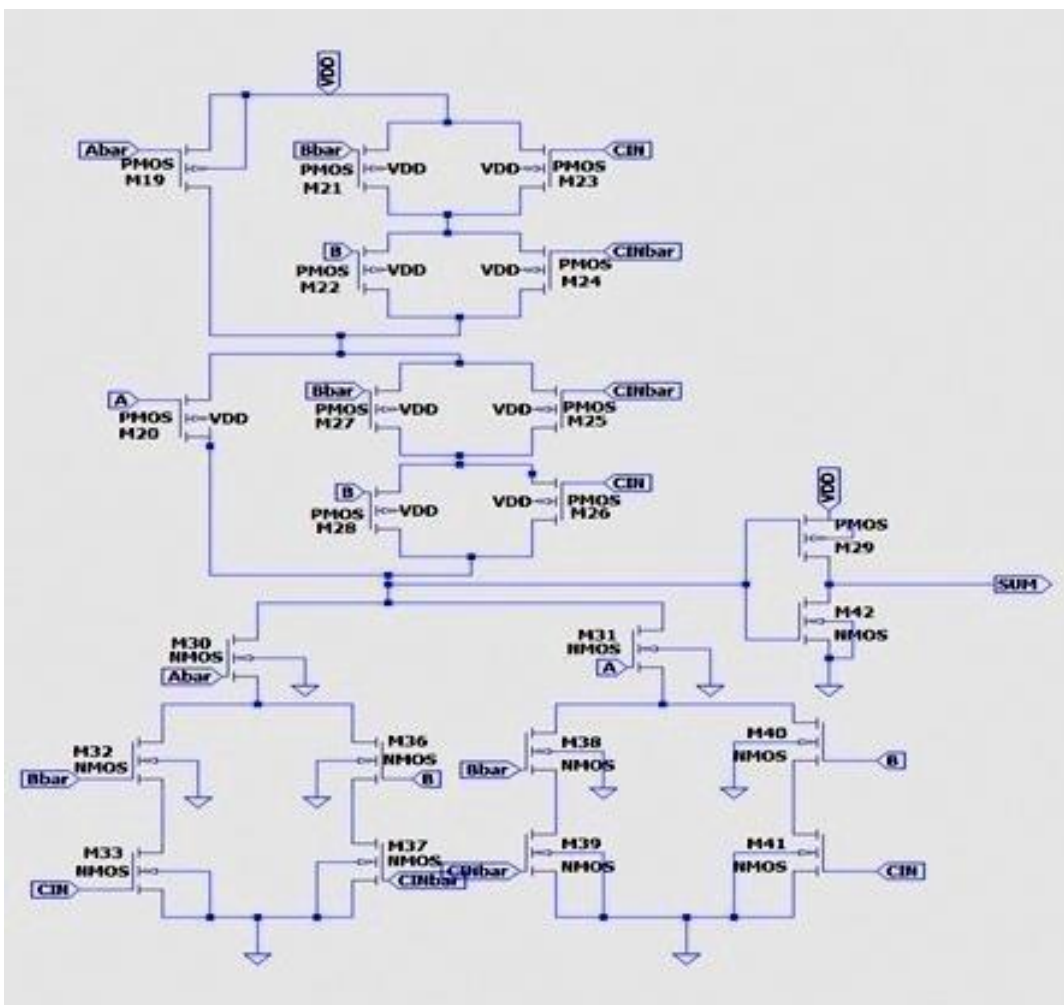 VDD
Abar
PMOS
M19
Bbar
PMOS
M21
VDD
VDD
CIN
PMOS
M23
B
PMOS
M22
VDD
VDD
CINbar
PMOS
M24
A
PMOS
M20
VDD
Bbar
PMOS
M27
VDD
VDD
CINbar
PMOS
M25
B
PMOS
M28
VDD
VDD
CIN
PMOS
M26
VDD
PMOS
M29
SUM
M42
NMOS
M30
NMOS
Abar
M31
NMOS
A
M32
NMOS
Bbar
M36
NMOS
B
M38
NMOS
Bbar
M40
NMOS
B
M33
NMOS
CIN
M37
NMOS
CINbar
CINbar
M39
NMOS
M41
NMOS
CIN